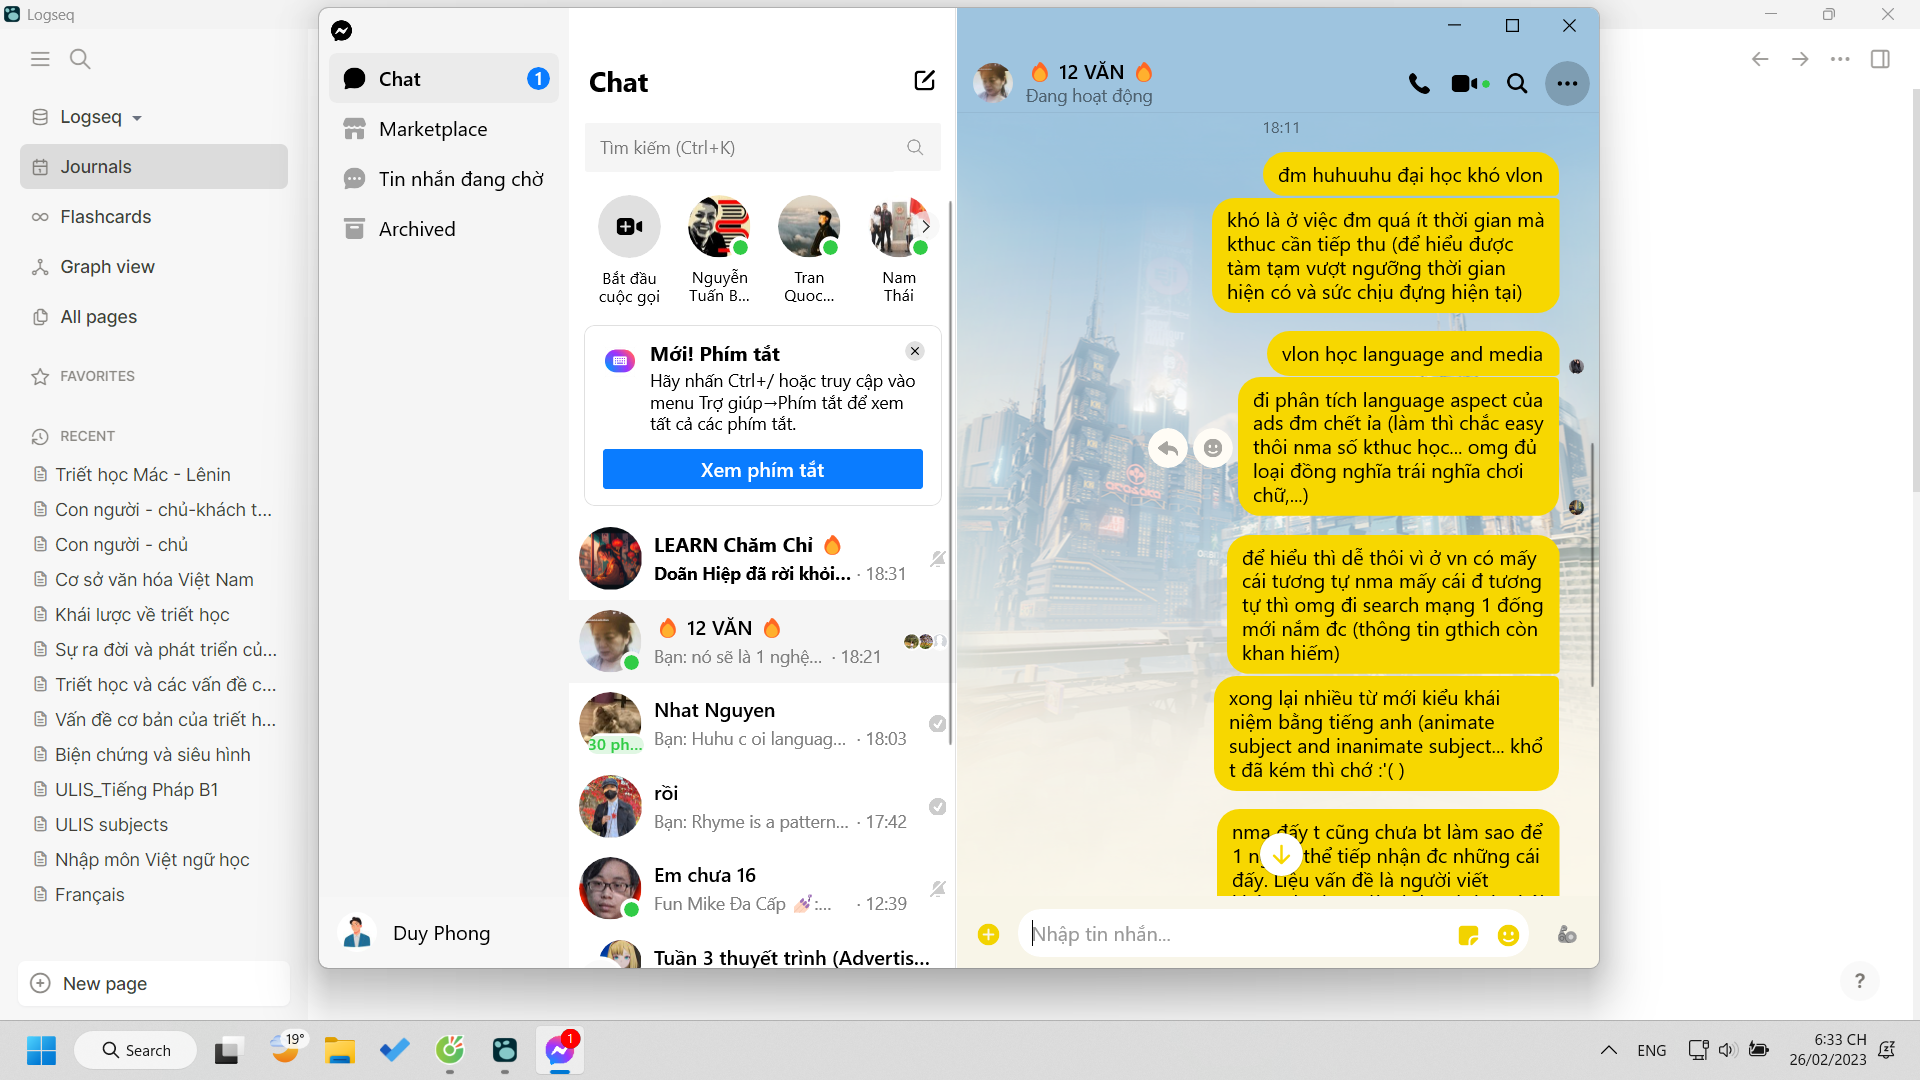 Logseq
Logseq
Journals
Flashcards
Graph view
All pages
FAVORITES
RECENT
Triết học Mác - Lênin
Con người - chủ-khách t...
Con người - chủ
Cơ sở văn hóa Việt Nam
Khái lược về triết học
Sự ra đời và phát triển củ...
Triết học và các vấn đề c...
Vấn đề cơ bản của triết h...
Biện chứng và siêu hình
ULIS_Tiếng Pháp B1
ULIS subjects
Nhập môn Việt ngữ học
Français
New page
Chat
1
Marketplace
Tin nhắn đang chờ
Archived
Duy Phong
Chat
Tìm kiếm (Ctrl+K)
Bắt đầu
cuộc gọi
Nguyễn
Tuấn B...
Tran
Quoc...
Nam
Thái
Mới! Phím tắt
Hãy nhấn Ctrl+/ hoặc truy cập vào
menu Trợ giúp→Phím tắt để xem
tất cả các phím tắt.
Xem phím tắt
LEARN Chăm Chỉ 🔥
Doãn Hiệp đã rời khỏi... · 18:31
🔥 12 VĂN 🔥
Bạn: nó sẽ là 1 nghệ... · 18:21
Nhat Nguyen
30 ph...
Bạn: Huhu c oi languag... · 18:03
rồi
Bạn: Rhyme is a pattern... · 17:42
Em chưa 16
Fun Mike Đa Cấp 💅:... · 12:39
Tuần 3 thuyết trình (Advertis...
🔥 12 VĂN 🔥
Đang hoạt động
18:11
đm huhuuhu đại học khó vlon
khó là ở việc đm quá ít thời gian mà
kthuc cần tiếp thu (để hiểu được
tàm tạm vượt ngưỡng thời gian
hiện có và sức chịu đựng hiện tại)
vlon học language and media
đi phân tích language aspect của
ads đm chết ỉa (làm thì chắc easy
thôi nma số kthuc học... omg đủ
loại đồng nghĩa trái nghĩa chơi
chữ,...)
để hiểu thì dễ thôi vì ở vn có mấy
cái tương tự nma mấy cái đ tương
tự thì omg đi search mạng 1 đống
mới nắm đc (thông tin gthich còn
khan hiếm)
xong lại nhiều từ mới kiểu khái
niệm bằng tiếng anh (animate
subject and inanimate subject... khổ
t đã kém thì chớ :'( )
nma đấy t cũng chưa bt làm sao để
1 thể tiếp nhận đc những cái
đấy. Liệu vấn đề là người viết
Nhập tin nhắn...
?
Search
19°
1
ENG
6:33 CH
26/02/2023